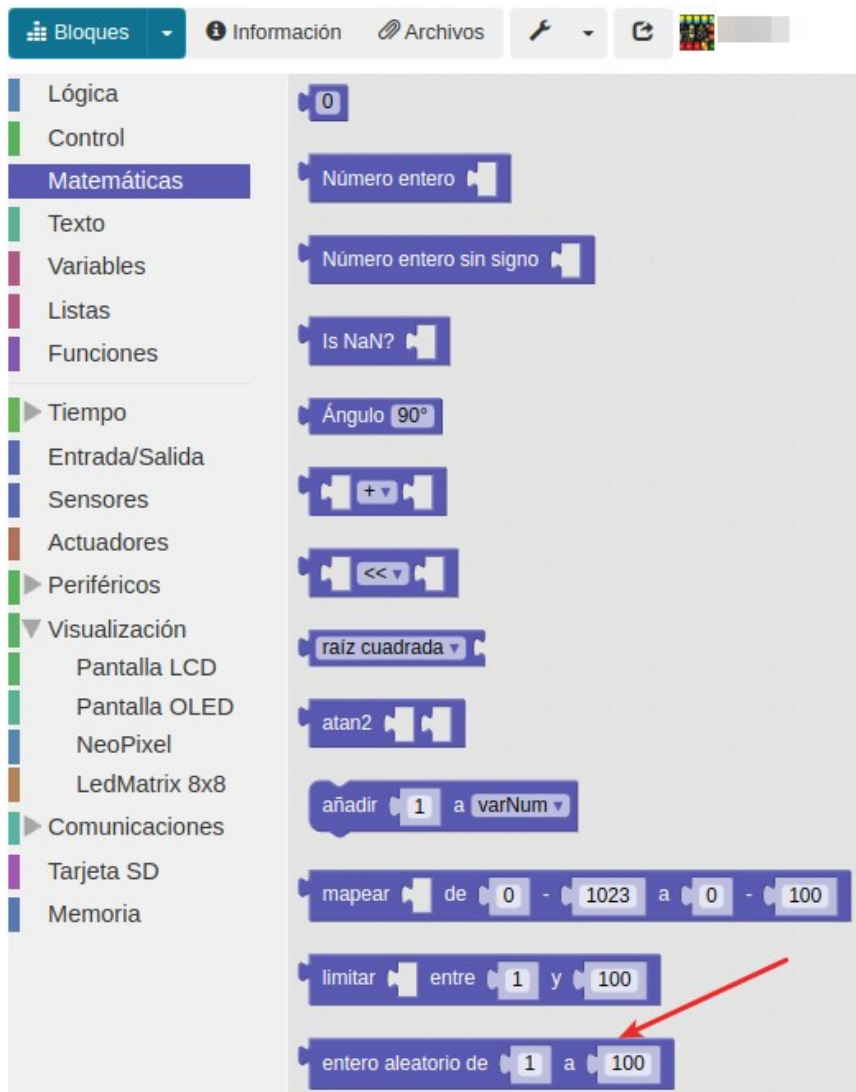 Bloques Información Archivos
Lógica
Control
Matemáticas
Texto
Variables
Listas
Funciones
Tiempo
Entrada/Salida
Sensores
Actuadores
Periféricos
Visualización
Pantalla LCD
Pantalla OLED
NeoPixel
LedMatrix 8x8
Comunicaciones
Tarjeta SD
Memoria
0
Número entero
Número entero sin signo
Is NaN?
Ángulo 90°
+
<<
raíz cuadrada
atan2
añadir 1 a varNum
mapear de 0 - 1023 a 0 - 100
limitar entre 1 y 100
entero aleatorio de 1 a 100